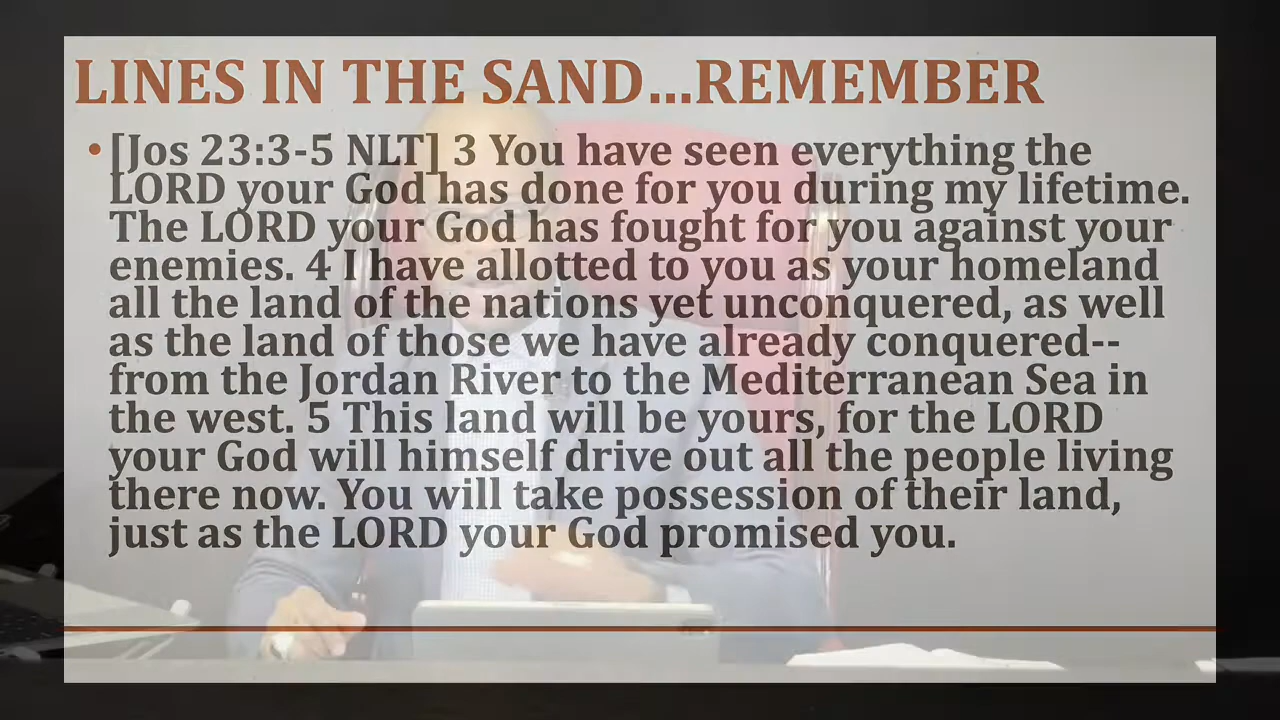 LINES IN THE SAND...REMEMBER
• [Jos 23:3-5 NLT] 3 You have seen everything the
LORD your God has done for you during my lifetime.
The LORD your God has fought for you against your
enemies. 4 I have allotted to you as your homeland
all the land of the nations yet unconquered, as well
as the land of those we have already conquered--
from the Jordan River to the Mediterranean Sea in
the west. 5 This land will be yours, for the LORD
your God will himself drive out all the people living
there now. You will take possession of their land,
just as the LORD your God promised you.